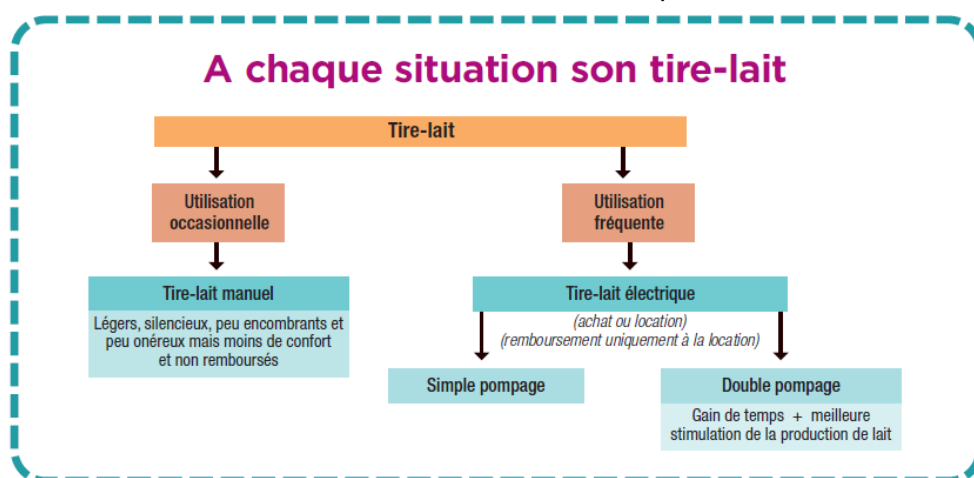 A chaque situation son tire-lait
Tire-lait
Utilisation
occasionnelle
Utilisation
fréquente
Tire-lait manuel
Légers, silencieux, peu encombrants et
peu onéreux mais moins de confort
et non remboursés
Tire-lait électrique
(achat ou location)
(remboursement uniquement à la location)
Simple pompage
Double pompage
Gain de temps + meilleure
stimulation de la production de lait